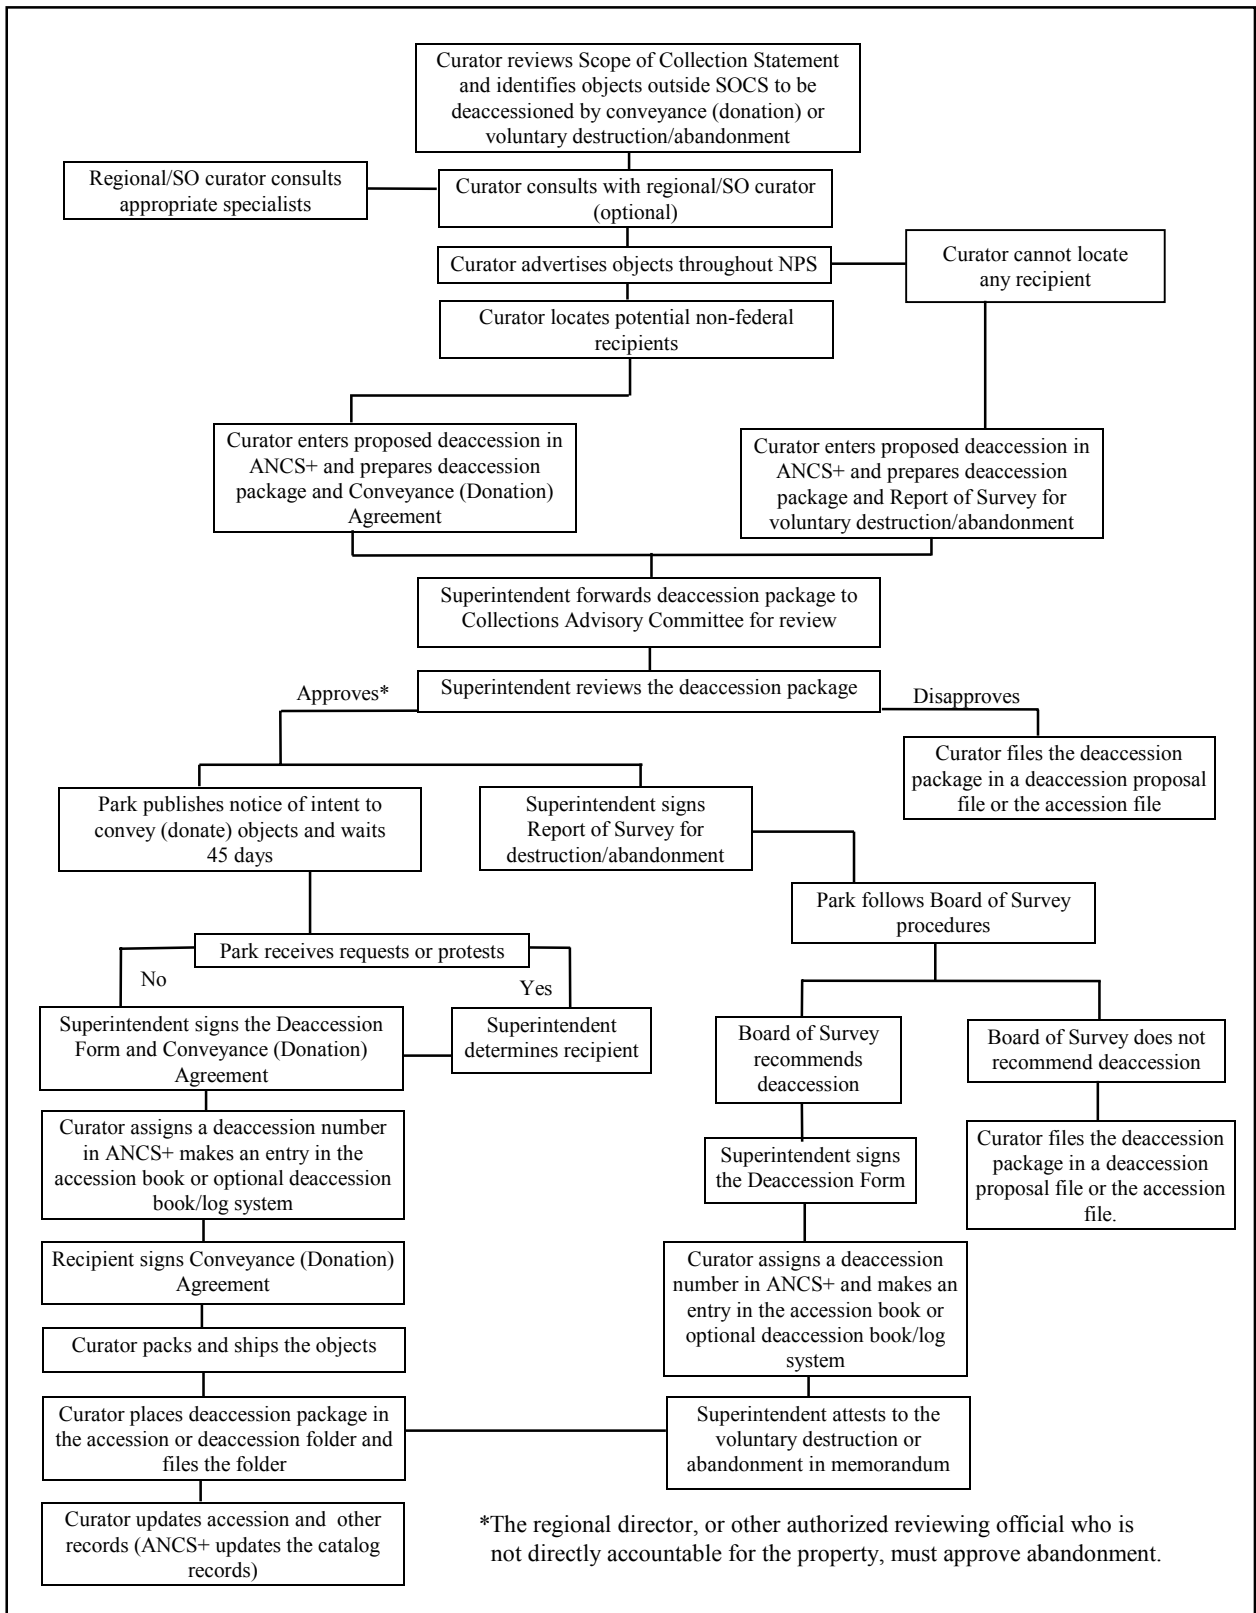 Curator reviews Scope of Collection Statement
and identifies objects outside SOCS to be
deaccessioned by conveyance (donation) or
voluntary destruction/abandonment
Regional/SO curator consults
appropriate specialists
Curator consults with regional/SO curator
(optional)
Curator advertises objects throughout NPS
Curator cannot locate
any recipient
Curator locates potential non-federal
recipients
Curator enters proposed deaccession in
ANCS+ and prepares deaccession
package and Conveyance (Donation)
Agreement
Curator enters proposed deaccession in
ANCS+ and prepares deaccession
package and Report of Survey for
voluntary destruction/abandonment
Superintendent forwards deaccession package to
Collections Advisory Committee for review
Superintendent reviews the deaccession package
Approves*
Disapproves
Curator files the deaccession
package in a deaccession proposal
file or the accession file
Park publishes notice of intent to
convey (donate) objects and waits
45 days
Superintendent signs
Report of Survey for
destruction/abandonment
Park follows Board of Survey
procedures
Park receives requests or protests
No
Yes
Superintendent signs the Deaccession
Form and Conveyance (Donation)
Agreement
Superintendent
determines recipient
Board of Survey
recommends
deaccession
Board of Survey does not
recommend deaccession
Curator assigns a deaccession number
in ANCS+ makes an entry in the
accession book or optional deaccession
book/log system
Superintendent signs
the Deaccession Form
Curator files the deaccession
package in a deaccession
proposal file or the accession
file.
Recipient signs Conveyance (Donation)
Agreement
Curator assigns a deaccession
number in ANCS+ and makes an
entry in the accession book or
optional deaccession book/log
system
Curator packs and ships the objects
Curator places deaccession package in
the accession or deaccession folder and
files the folder
Superintendent attests to the
voluntary destruction or
abandonment in memorandum
Curator updates accession and other
records (ANCS+ updates the catalog
records)
*The regional director, or other authorized reviewing official who is
not directly accountable for the property, must approve abandonment.